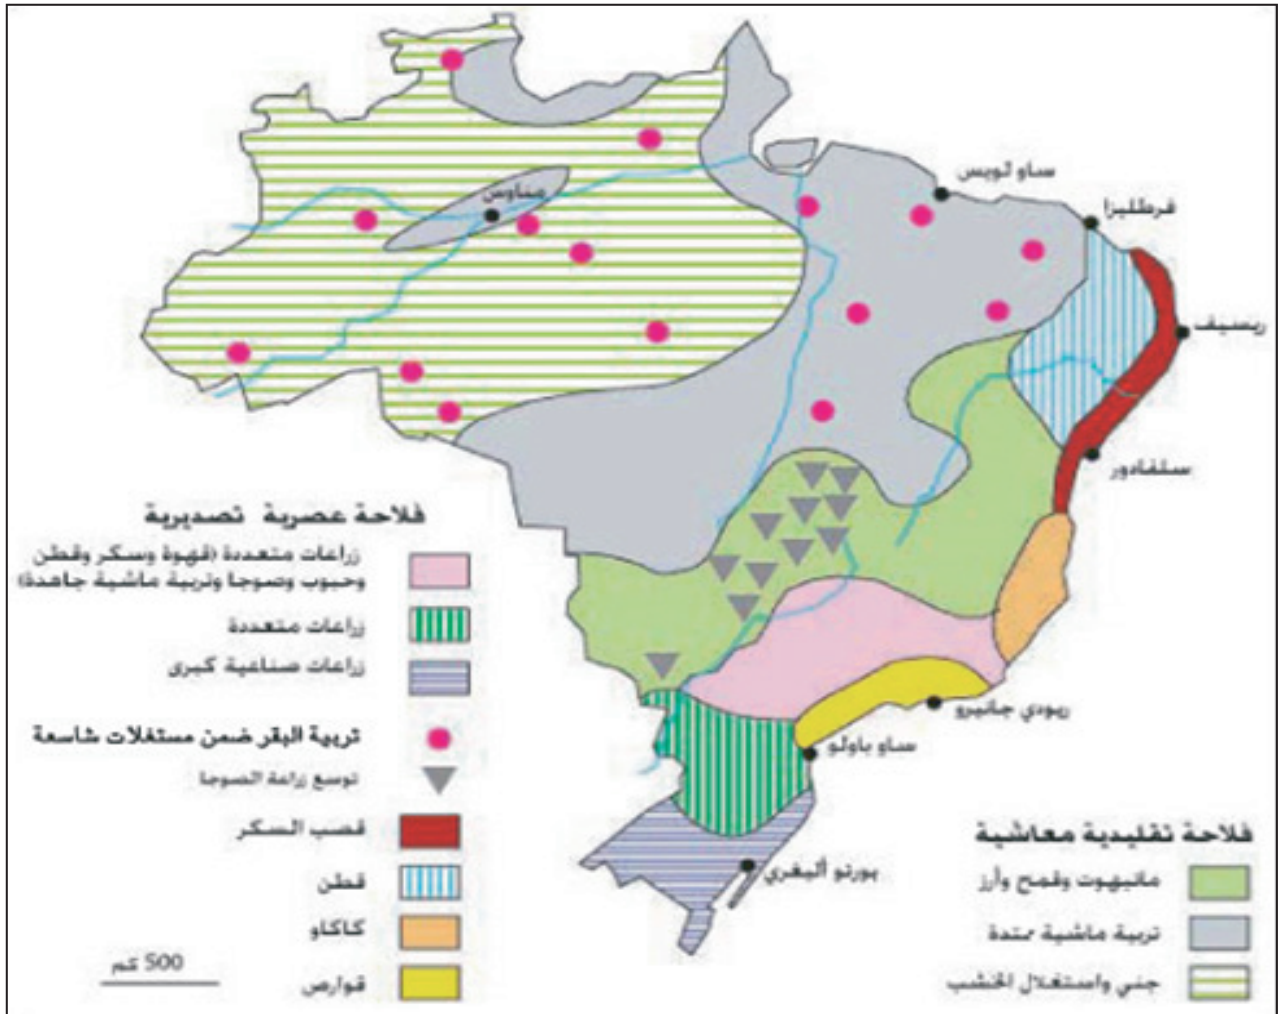 ساو لويس
فرطليزا
مناوس
ريسيف
سلفادور
فلاحة عصرية تصديرية
زراعات متعددة (قهوة وسكر وقطن
وحبوب وصوجا وتربية ماشية جاهدة)
زراعات متعددة
زراعات صناعية كبرى
تربية البقر ضمن مستغلات شاسعة
توسع زراعة الصوجا
قصب السكر
قطن
كاكاو
قوارص
500 كم
ريودي جانيرو
ساو باولو
بورتو أليغري
فلاحة تقليدية معاشية
مانيهوت وقمح وأرز
تربية ماشية ممتدة
جني واستغلال الخشب